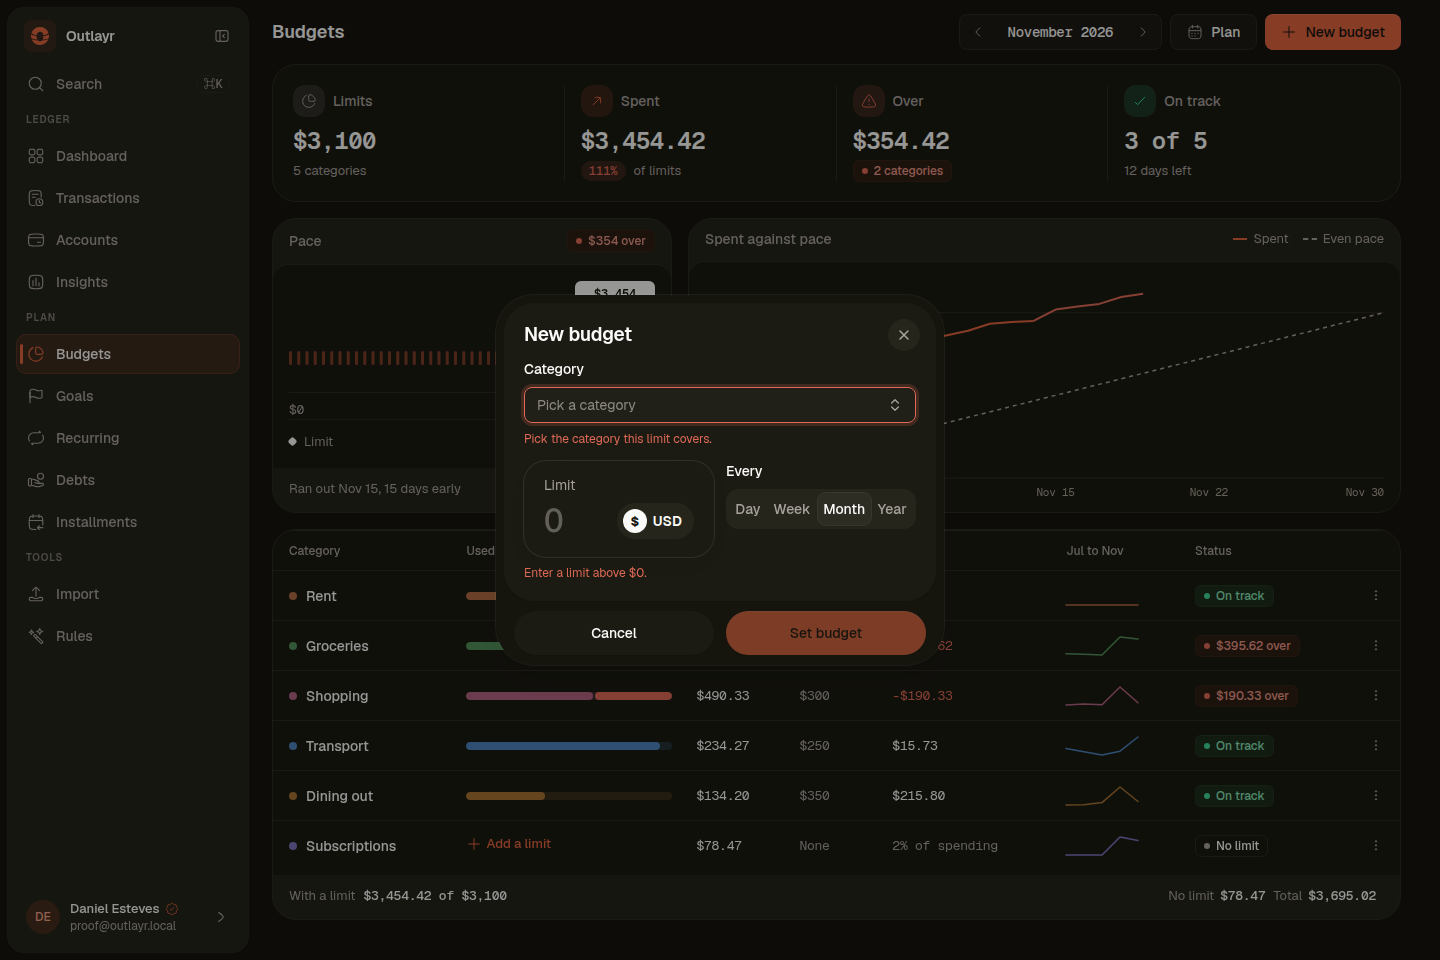 Outlayr
Search ⌘K
LEDGER
Dashboard
Transactions
Accounts
Insights
PLAN
Budgets
Goals
Recurring
Debts
Installments
TOOLS
Import
Rules
DE
Daniel Esteves
proof@outlayr.local
Budgets
November 2026
Plan
New budget
Limits
$3,100
5 categories
Spent
$3,454.42
111% of limits
Over
$354.42
2 categories
On track
3 of 5
12 days left
Pace
$354 over
$3,454
$0
Limit
Ran out Nov 15, 15 days early
Spent against pace
Spent
Even pace
Nov 15
Nov 22
Nov 30
New budget
Category
Pick a category
Pick the category this limit covers.
Limit
0
$ USD
Enter a limit above $0.
Every
Day Week Month Year
Cancel
Set budget
Category Used Jul to Nov Status
Rent On track
Groceries 62 $395.62 over
Shopping $490.33 $300 -$190.33 $190.33 over
Transport $234.27 $250 $15.73 On track
Dining out $134.20 $350 $215.80 On track
Subscriptions Add a limit $78.47 None 2% of spending No limit
With a limit $3,454.42 of $3,100
No limit $78.47 Total $3,695.02